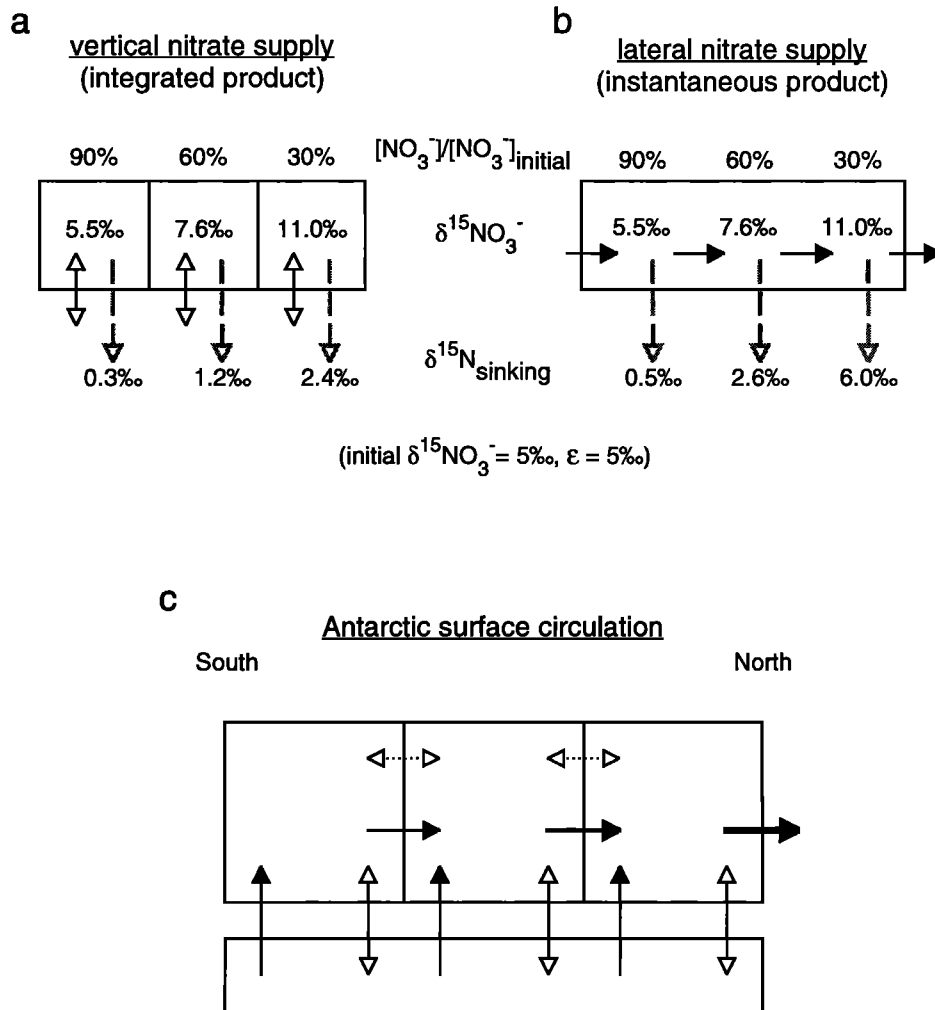 a
vertical nitrate supply
(integrated product)
b
lateral nitrate supply
(instantaneous product)
90% 60% 30% [NO₃⁻]/[NO₃⁻]initial 90% 60% 30%
5.5‰ 7.6‰ 11.0‰ δ¹⁵NO₃⁻ 5.5‰ 7.6‰ 11.0‰
0.3‰ 1.2‰ 2.4‰ δ¹⁵Nsinking 0.5‰ 2.6‰ 6.0‰
(initial δ¹⁵NO₃⁻= 5‰, ε = 5‰)
c
Antarctic surface circulation
South North